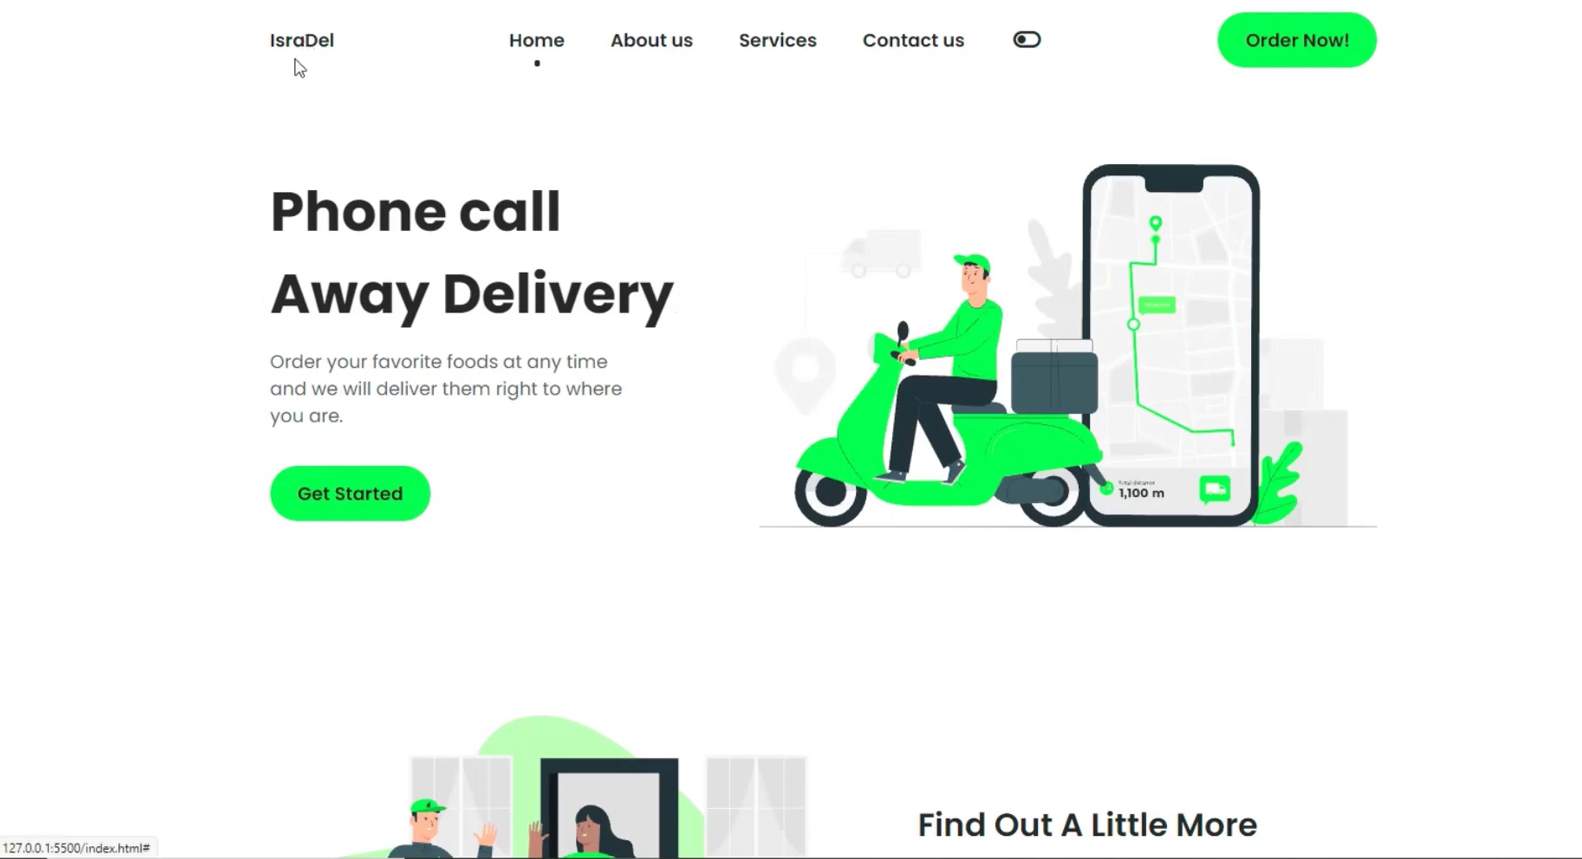 IsraDel
Home
About us
Services
Contact us
Order Now!
Phone call
Away Delivery
Order your favorite foods at any time
and we will deliver them right to where
you are.
Get Started
Total distance
1,100 m
Find Out A Little More
127.0.0.1:5500/index.html#